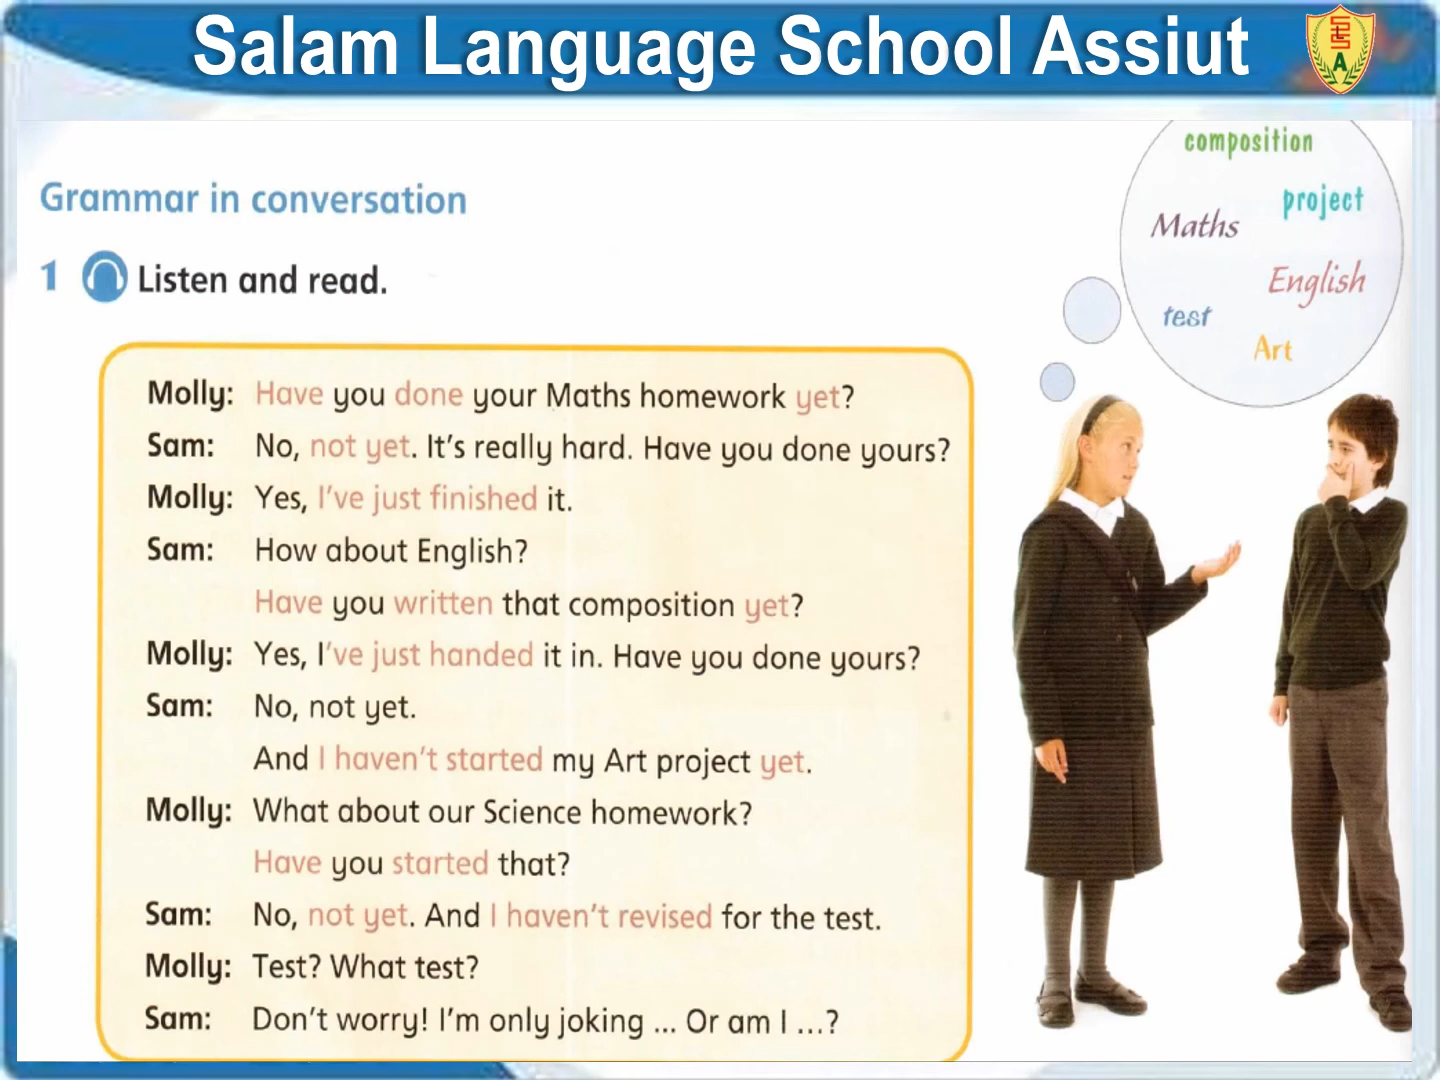 Salam Language School Assiut
composition
project
Maths
English
test
Art
Grammar in conversation
1 Listen and read.
Molly: Have you done your Maths homework yet?
Sam: No, not yet. It's really hard. Have you done yours?
Molly: Yes, I've just finished it.
Sam: How about English?
Have you written that composition yet?
Molly: Yes, I've just handed it in. Have you done yours?
Sam: No, not yet.
And I haven't started my Art project yet.
Molly: What about our Science homework?
Have you started that?
Sam: No, not yet. And I haven't revised for the test.
Molly: Test? What test?
Sam: Don't worry! I'm only joking ... Or am I ...?